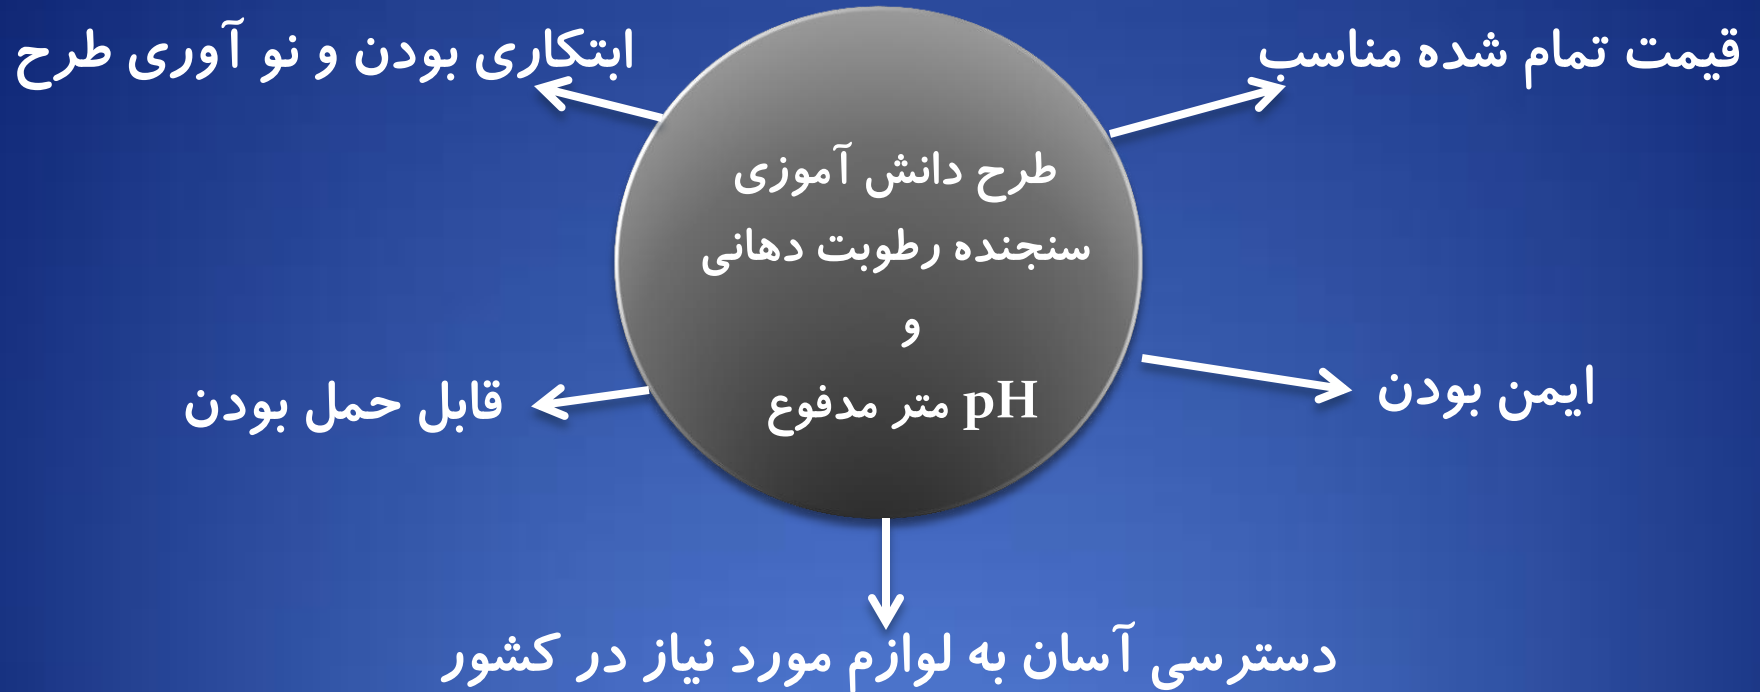 قیمت تمام شده مناسب
ابتکاری بودن و نو آوری طرح
طرح دانش آموزی
سنجنده رطوبت دهانی
و
pH متر مدفوع
ایمن بودن
قابل حمل بودن
دسترسی آسان به لوازم مورد نیاز در کشور